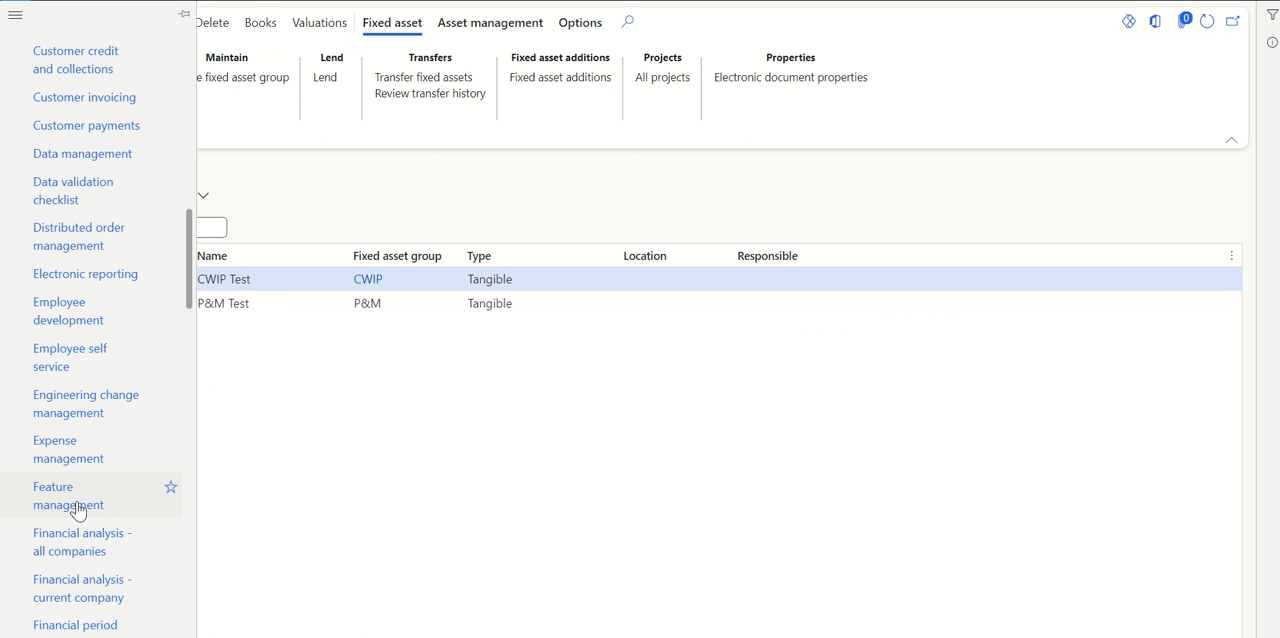 Customer credit
and collections
Customer invoicing
Customer payments
Data management
Data validation
checklist
Distributed order
management
Electronic reporting
Employee
development
Employee self
service
Engineering change
management
Expense
management
Feature
management
Financial analysis -
all companies
Financial analysis -
current company
Financial period
Delete Books Valuations Fixed asset Asset management Options
0
Maintain Lend Transfers Fixed asset additions Projects Properties
e fixed asset group Lend Transfer fixed assets Fixed asset additions All projects Electronic document properties
Review transfer history
Name Fixed asset group Type Location Responsible
CWIP Test CWIP Tangible
P&M Test P&M Tangible